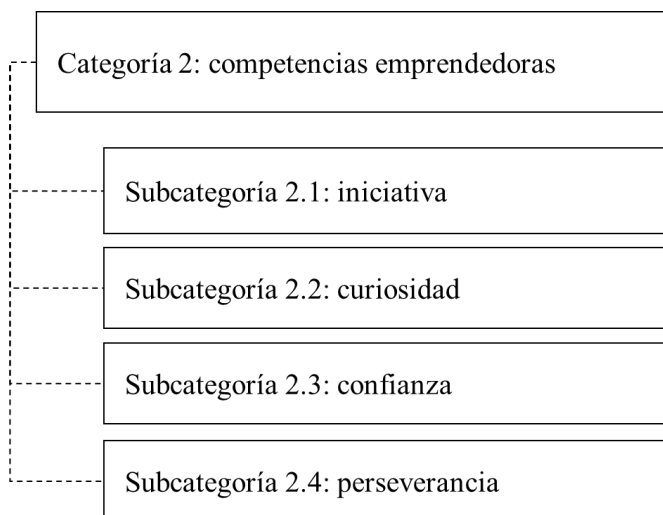 Categoría 2: competencias emprendedoras
Subcategoría 2.1: iniciativa
Subcategoría 2.2: curiosidad
Subcategoría 2.3: confianza
Subcategoría 2.4: perseverancia